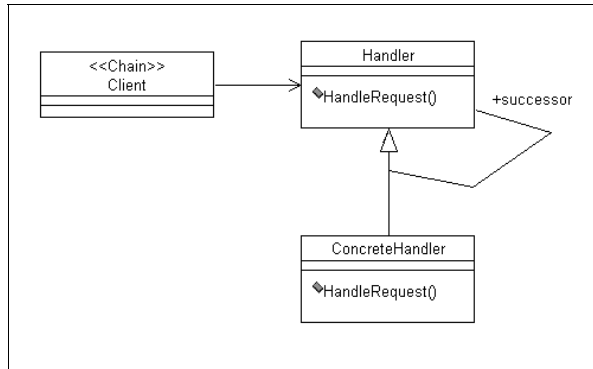 <<Chain>>
Client
Handler
HandleRequest()
+successor
ConcreteHandler
HandleRequest()